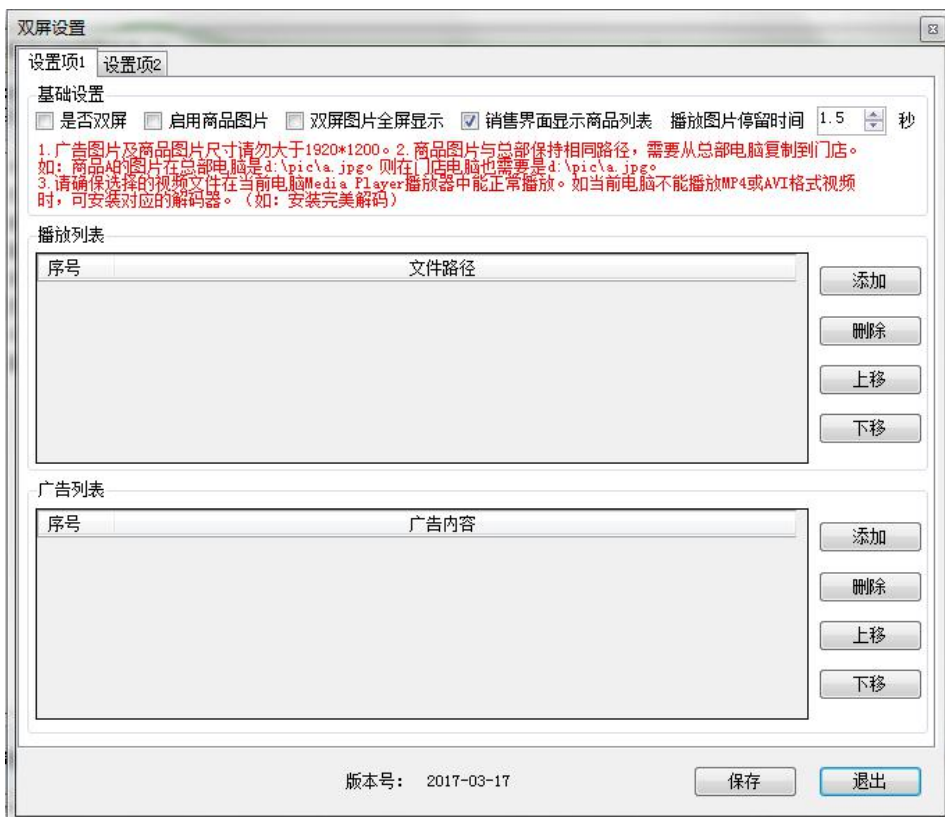 双屏设置
设置项1 设置项2
基础设置
是否双屏 启用商品图片 双屏图片全屏显示 销售界面显示商品列表 播放图片停留时间 1.5 秒
1.广告图片及商品图片尺寸请勿大于1920*1200。2.商品图片与总部保持相同路径，需要从总部电脑复制到门店。
如：商品A的图片在总部电脑是d:\pic\a.jpg。则在门店电脑也需要是d:\pic\a.jpg。
3.请确保选择的视频文件在当前电脑Media Player播放器中能正常播放。如当前电脑不能播放MP4或AVI格式视频
时，可安装对应的解码器。（如：安装完美解码）
播放列表
序号 文件路径
添加
删除
上移
下移
广告列表
序号 广告内容
添加
删除
上移
下移
版本号： 2017-03-17 保存 退出